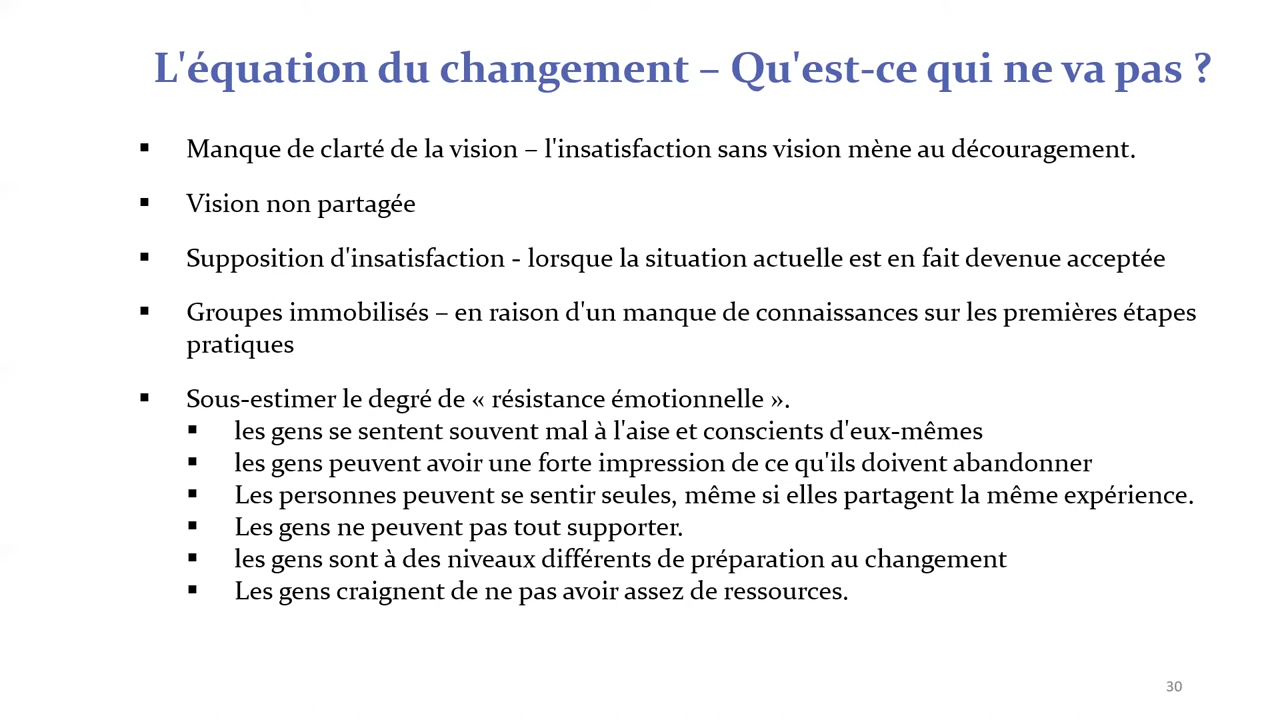 L'équation du changement – Qu'est-ce qui ne va pas ?
▪ Manque de clarté de la vision – l'insatisfaction sans vision mène au découragement.
▪ Vision non partagée
▪ Supposition d'insatisfaction - lorsque la situation actuelle est en fait devenue acceptée
▪ Groupes immobilisés – en raison d'un manque de connaissances sur les premières étapes
pratiques
▪ Sous-estimer le degré de « résistance émotionnelle ».
▪ les gens se sentent souvent mal à l'aise et conscients d'eux-mêmes
▪ les gens peuvent avoir une forte impression de ce qu'ils doivent abandonner
▪ Les personnes peuvent se sentir seules, même si elles partagent la même expérience.
▪ Les gens ne peuvent pas tout supporter.
▪ les gens sont à des niveaux différents de préparation au changement
▪ Les gens craignent de ne pas avoir assez de ressources.
30